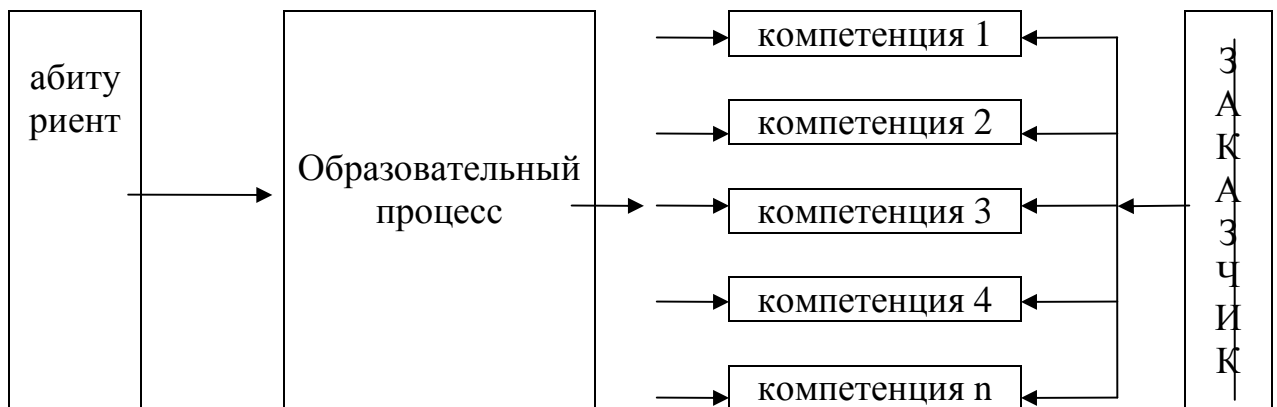 абиту
риент
Образовательный
процесс
компетенция 1
компетенция 2
компетенция 3
компетенция 4
компетенция n
З
А
К
А
З
Ч
И
К